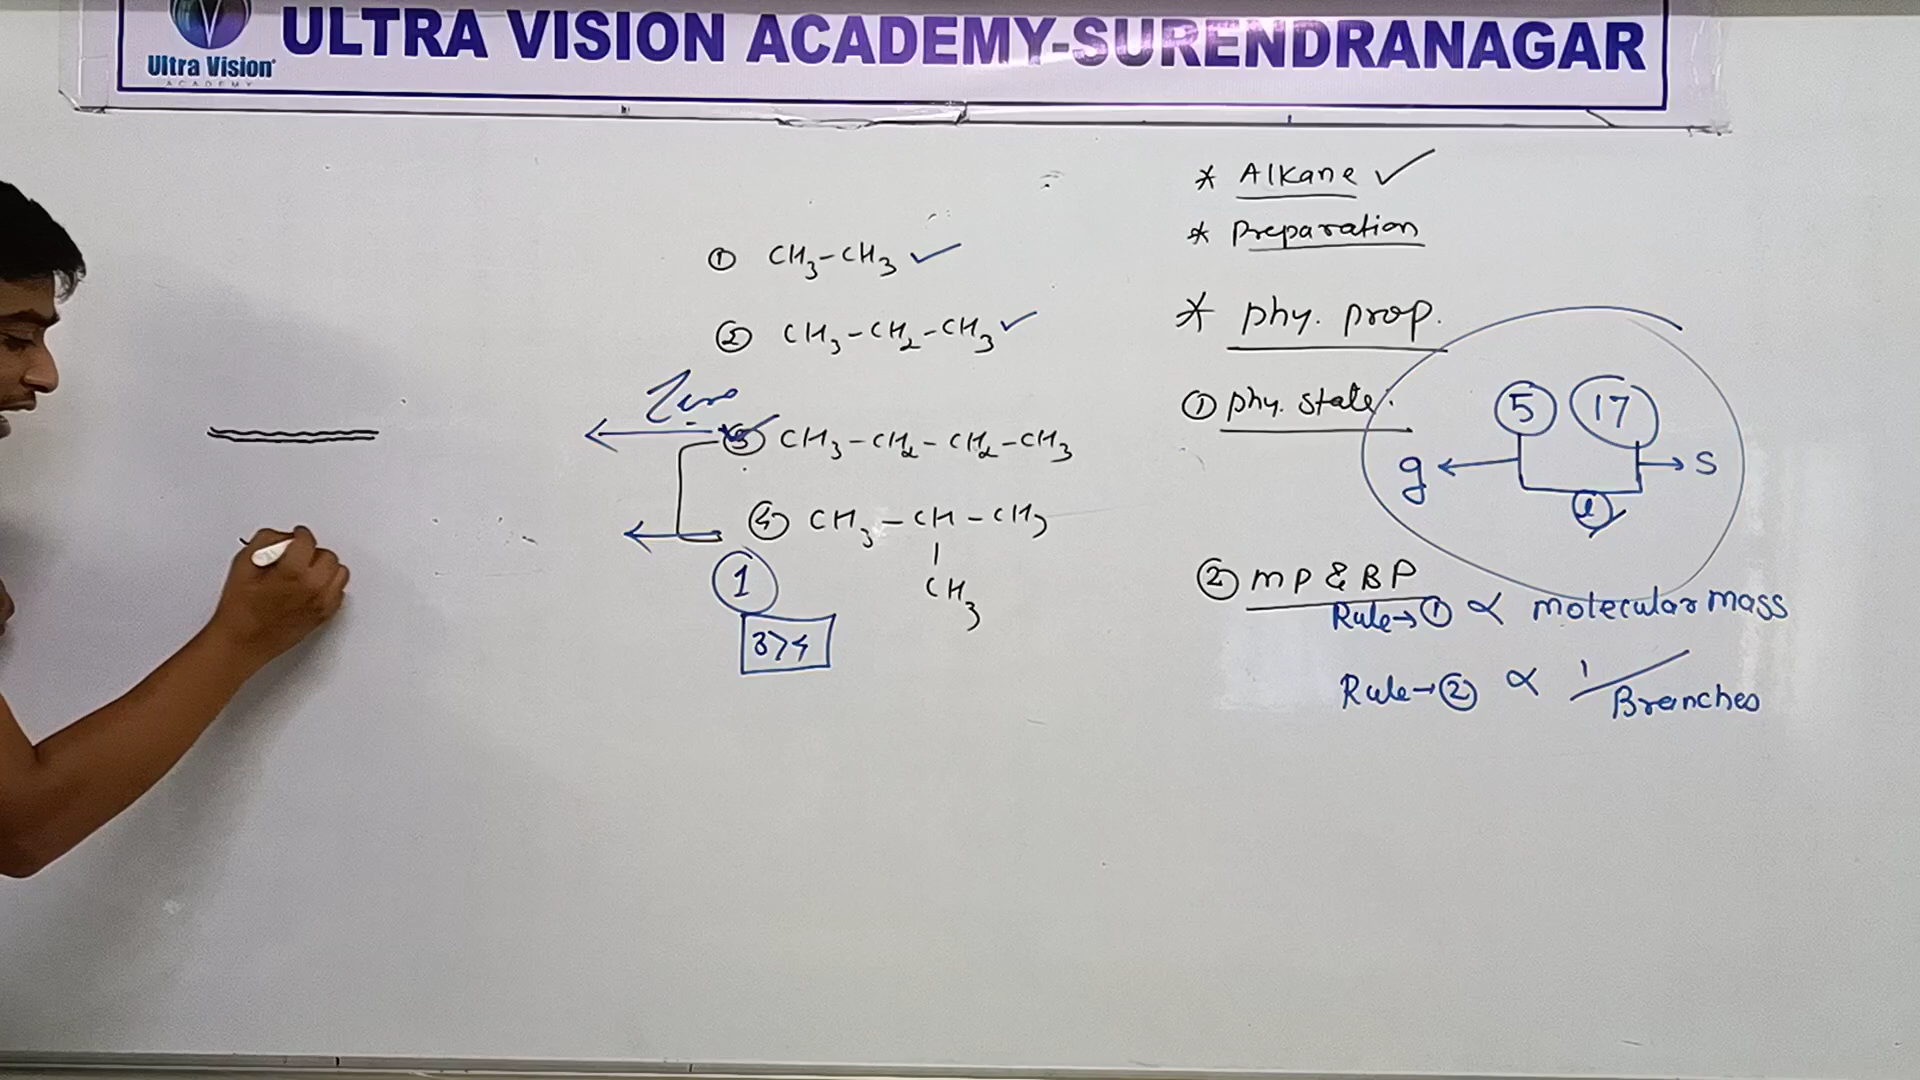 ULTRA VISION ACADEMY-SURENDRANAGAR
Ultra Vision
ACADEMY
① CH₃-CH₃ ✓
② CH₃-CH₂-CH₃ ✓
Zero
③ CH₃-CH₂-CH₂-CH₃
④ CH₃-CH-CH₃
|
CH₃
1
3>4
* Alkane ✓
* Preparation
* phy. prop.
① phy. state.
5 17
g s
l
② MP & BP
Rule→① ∝ molecular mass
Rule→② ∝ 1/Branches